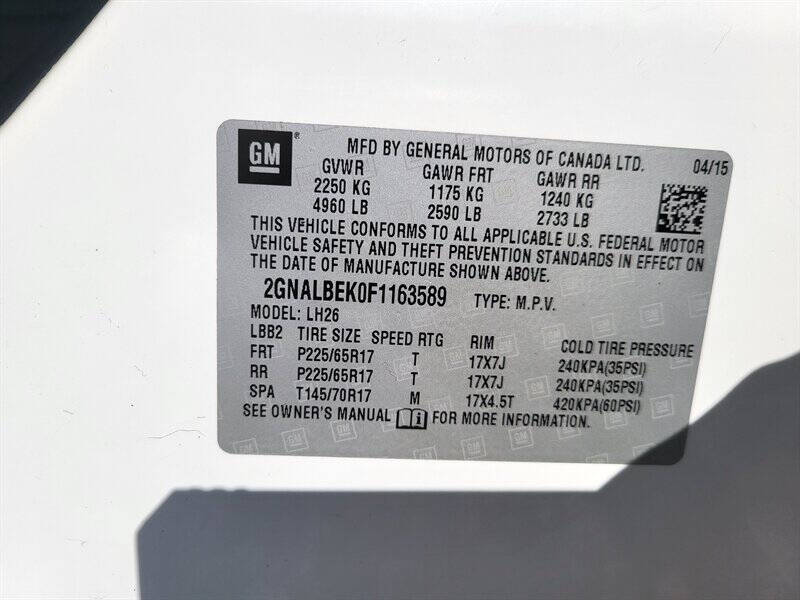 GM ® MFD BY GENERAL MOTORS OF CANADA LTD. 04/15
GVWR GAWR FRT GAWR RR
2250 KG 1175 KG 1240 KG
4960 LB 2590 LB 2733 LB
THIS VEHICLE CONFORMS TO ALL APPLICABLE U.S. FEDERAL MOTOR
VEHICLE SAFETY AND THEFT PREVENTION STANDARDS IN EFFECT ON
THE DATE OF MANUFACTURE SHOWN ABOVE.
2GNALBEK0F1163589 TYPE: M.P.V.
MODEL: LH26
LBB2 TIRE SIZE SPEED RTG RIM COLD TIRE PRESSURE
FRT P225/65R17 T 17X7J 240KPA(35PSI)
RR P225/65R17 T 17X7J 240KPA(35PSI)
SPA T145/70R17 M 17X4.5T 420KPA(60PSI)
SEE OWNER'S MANUAL FOR MORE INFORMATION.